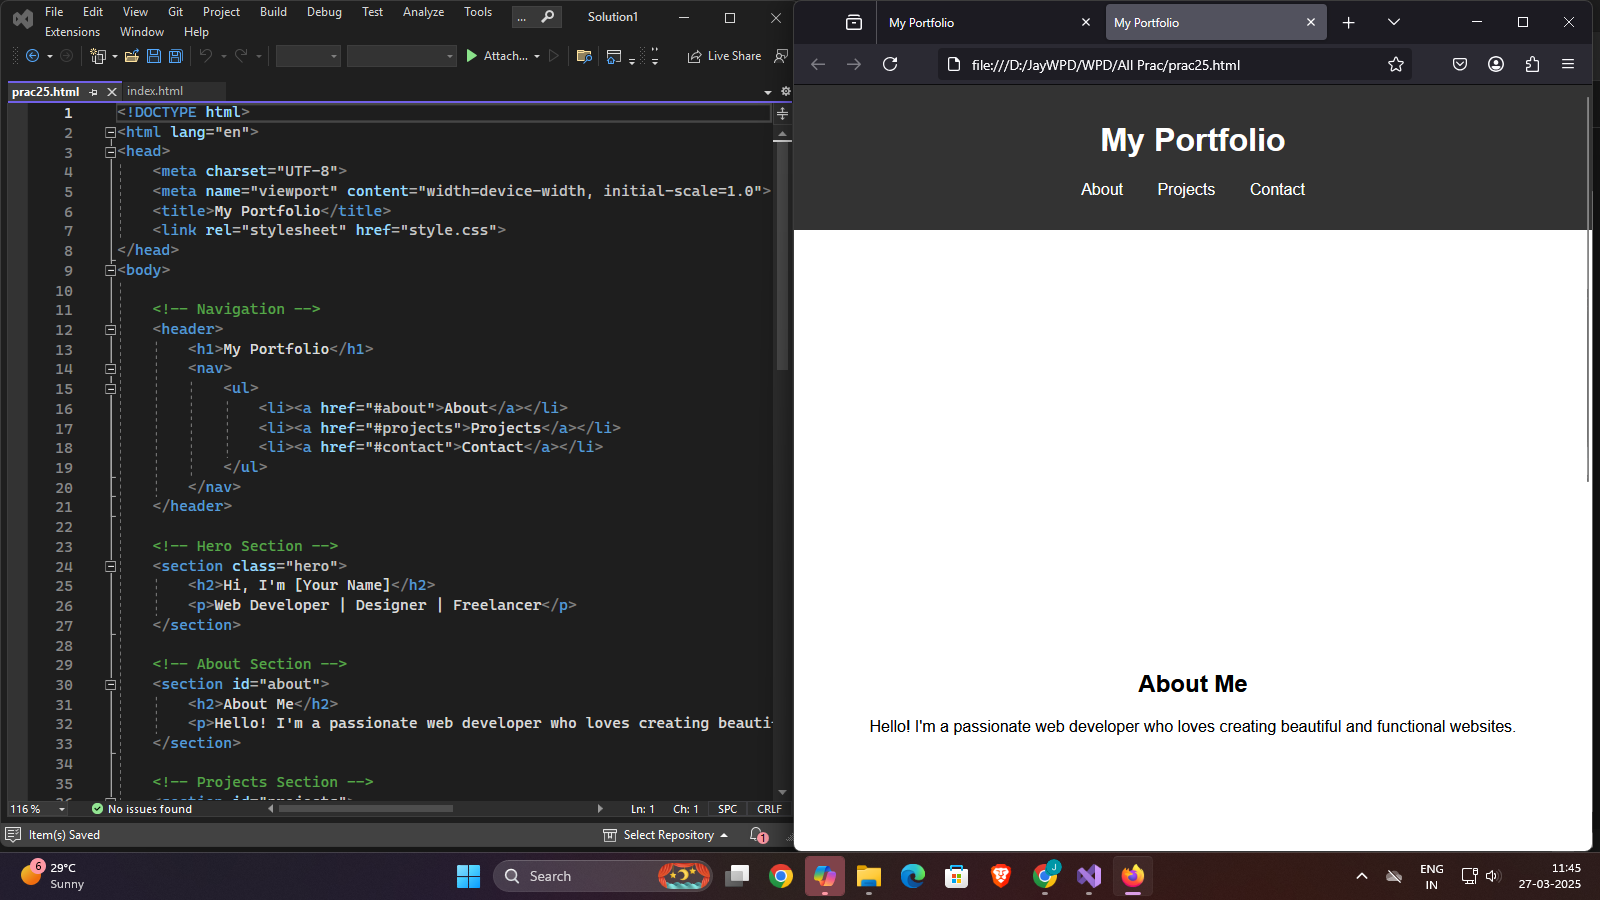 File Edit View Git Project Build Debug Test Analyze Tools
Extensions Window Help
... Solution1
Attach... Live Share
prac25.html index.html
1 <!DOCTYPE html>
2 <html lang="en">
3 <head>
4 <meta charset="UTF-8">
5 <meta name="viewport" content="width=device-width, initial-scale=1.0">
6 <title>My Portfolio</title>
7 <link rel="stylesheet" href="style.css">
8 </head>
9 <body>
10
11 <!-- Navigation -->
12 <header>
13 <h1>My Portfolio</h1>
14 <nav>
15 <ul>
16 <li><a href="#about">About</a></li>
17 <li><a href="#projects">Projects</a></li>
18 <li><a href="#contact">Contact</a></li>
19 </ul>
20 </nav>
21 </header>
22
23 <!-- Hero Section -->
24 <section class="hero">
25 <h2>Hi, I'm [Your Name]</h2>
26 <p>Web Developer | Designer | Freelancer</p>
27 </section>
28
29 <!-- About Section -->
30 <section id="about">
31 <h2>About Me</h2>
32 <p>Hello! I'm a passionate web developer who loves creating beauti
33 </section>
34
35 <!-- Projects Section -->
36 <section id="projects">
116 % No issues found Ln: 1 Ch: 1 SPC CRLF
Item(s) Saved Select Repository 1
My Portfolio My Portfolio
file:///D:/JayWPD/WPD/All Prac/prac25.html
My Portfolio
About Projects Contact
About Me
Hello! I'm a passionate web developer who loves creating beautiful and functional websites.
6 29°C
Sunny
Search
J
ENG
IN
11:45
27-03-2025